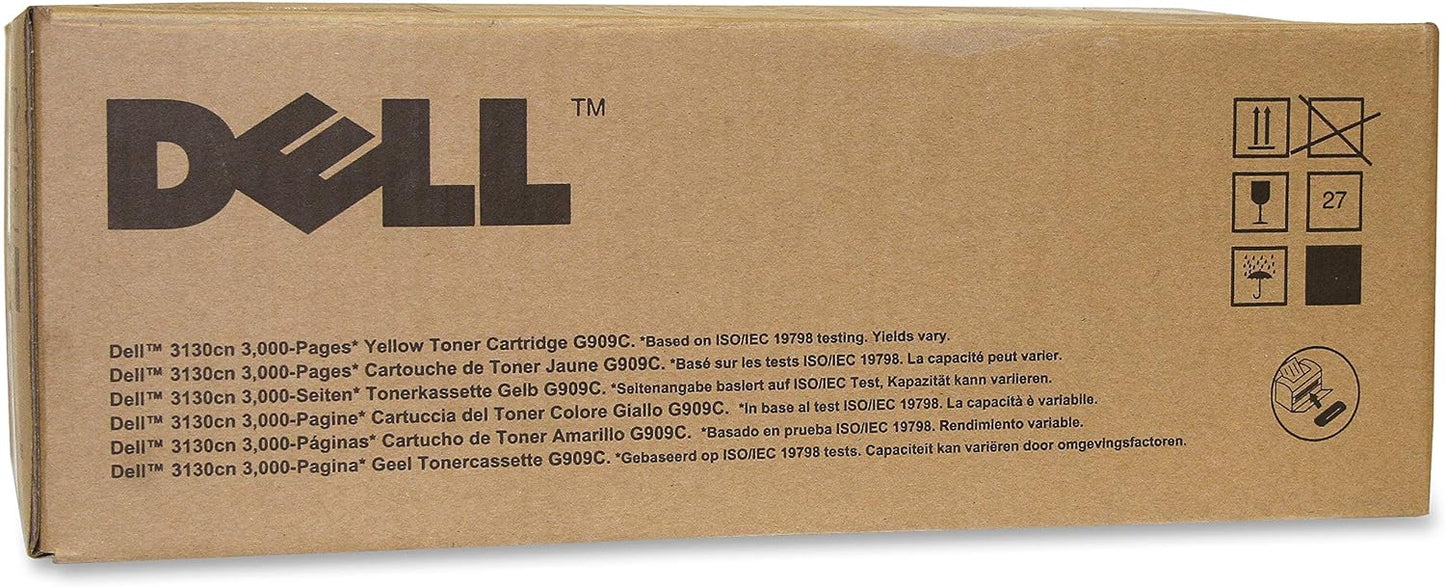 DELL™
27
Dell™ 3130cn 3,000-Pages* Yellow Toner Cartridge G909C. *Based on ISO/IEC 19798 testing. Yields vary.
Dell™ 3130cn 3,000-Pages* Cartouche de Toner Jaune G909C. *Basé sur les tests ISO/IEC 19798. La capacité peut varier.
Dell™ 3130cn 3,000-Seiten* Tonerkassette Gelb G909C. *Seitenangabe basiert auf ISO/IEC Test, Kapazität kann variieren.
Dell™ 3130cn 3,000-Pagine* Cartuccia del Toner Colore Giallo G909C. *In base al test ISO/IEC 19798. La capacità è variabile.
Dell™ 3130cn 3,000-Páginas* Cartucho de Toner Amarillo G909C. *Basado en prueba ISO/IEC 19798. Rendimiento variable.
Dell™ 3130cn 3,000-Pagina* Geel Tonercassette G909C. *Gebaseerd op ISO/IEC 19798 tests. Capaciteit kan variëren door omgevingsfactoren.